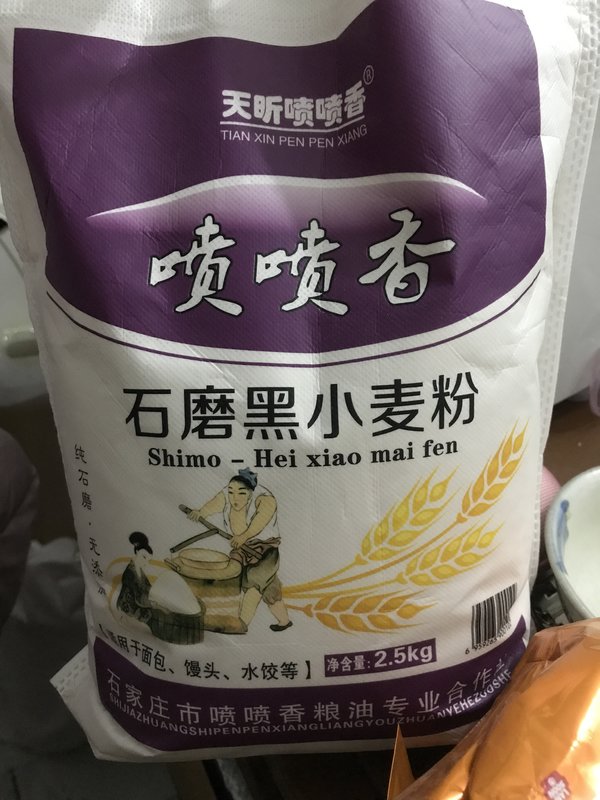 天昕喷喷香®
TIAN XIN PEN PEN XIANG
喷喷香
石磨黑小麦粉
Shimo - Hei xiao mai fen
纯石磨·无添
用于面包、馒头、水饺等】
净含量: 2.5kg
石家庄市喷喷香粮油专业合作
SHIJIAZHUANGSHIPENPENXIANGLIANGYOUZHUANYEHEZUOSHE